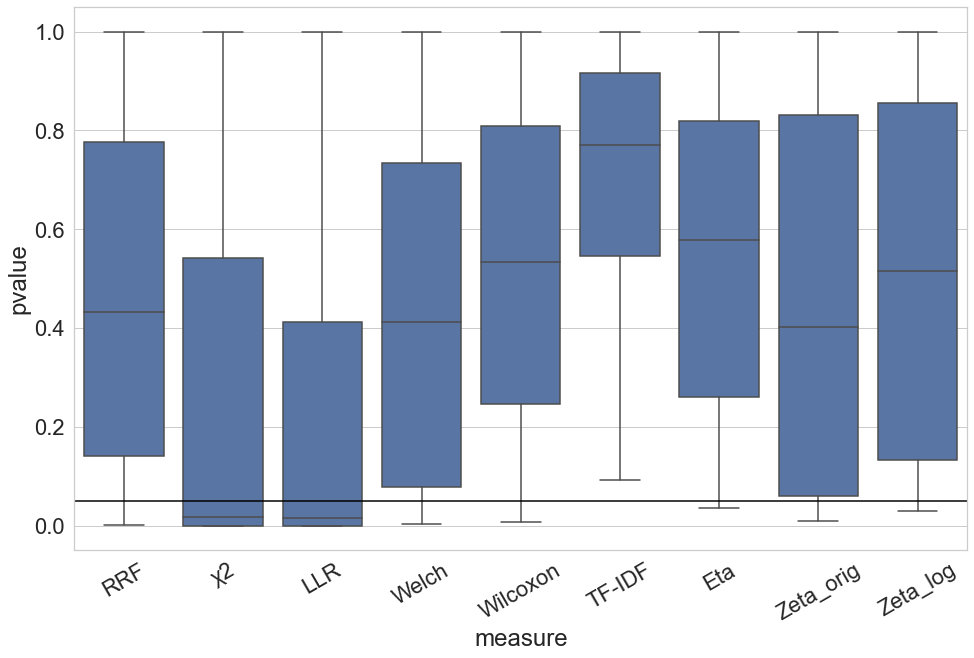 1.0
0.8
0.6
0.4
0.2
0.0
pvalue
RRF
χ2
LLR
Welch
Wilcoxon
TF-IDF
Eta
Zeta_orig
Zeta_log
measure